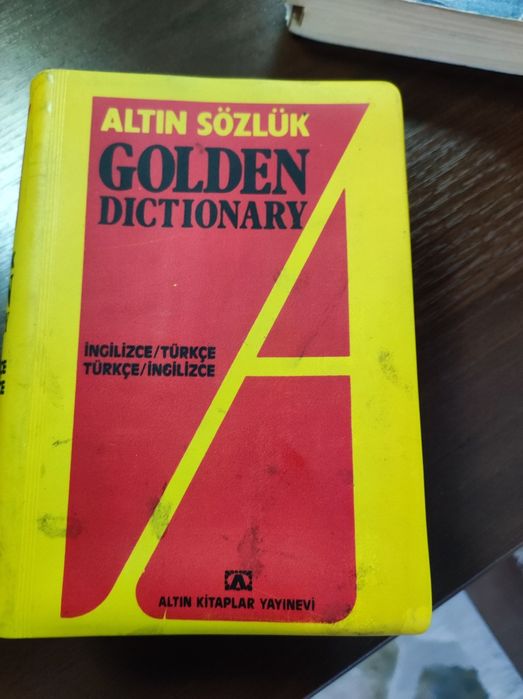 ALTIN SÖZLÜK
GOLDEN
DICTIONARY
İNGİLİZCE/TÜRKÇE
TÜRKÇE/İNGİLİZCE
ALTIN KİTAPLAR YAYINEVİ